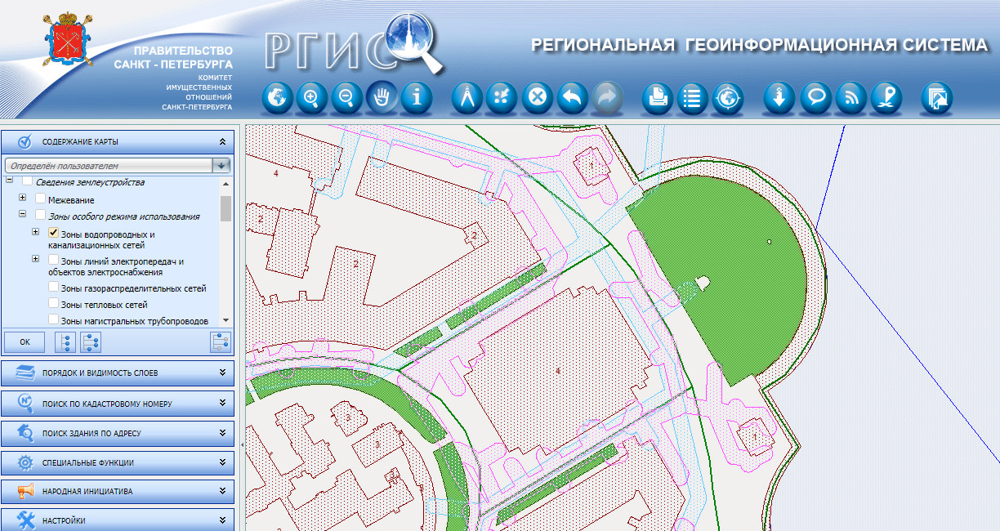 ПРАВИТЕЛЬСТВО
САНКТ - ПЕТЕРБУРГА
КОМИТЕТ
ИМУЩЕСТВЕННЫХ
ОТНОШЕНИЙ
САНКТ-ПЕТЕРБУРГА
РГИС
РЕГИОНАЛЬНАЯ ГЕОИНФОРМАЦИОННАЯ СИСТЕМА
СОДЕРЖАНИЕ КАРТЫ
Определён пользователем
Сведения землеустройства
Межевание
Зоны особого режима использования
Зоны водопроводных и
канализационных сетей
Зоны линий электропередач и
объектов электроснабжения
Зоны газораспределительных сетей
Зоны тепловых сетей
Зоны магистральных трубопроводов
ОК
ПОРЯДОК И ВИДИМОСТЬ СЛОЕВ
ПОИСК ПО КАДАСТРОВОМУ НОМЕРУ
ПОИСК ЗДАНИЯ ПО АДРЕСУ
СПЕЦИАЛЬНЫЕ ФУНКЦИИ
НАРОДНАЯ ИНИЦИАТИВА
НАСТРОЙКИ
4
1
2
2
2
4
3
3
3
1